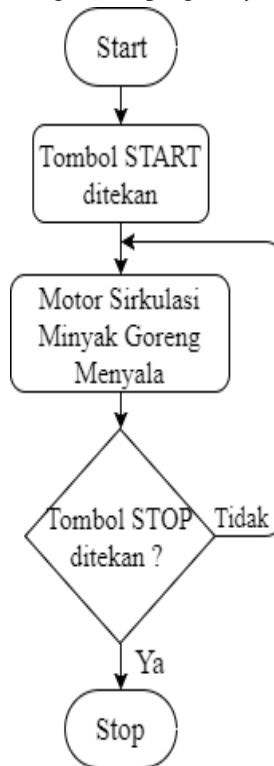 Start
Tombol START
ditekan
Motor Sirkulasi
Minyak Goreng
Menyala
Tombol STOP
ditekan ?
Tidak
Ya
Stop